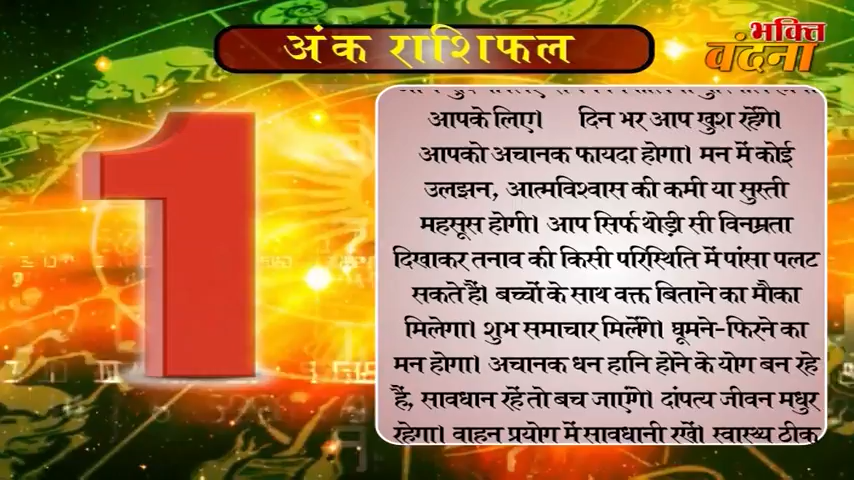 अंक राशिफल
भक्ति
वंदना
1
आपके लिए। दिन भर आप खुश रहेंगे।
आपको अचानक फायदा होगा। मन में कोई
उलझन, आत्मविश्वास की कमी या सुस्ती
महसूस होगी। आप सिर्फ थोड़ी सी विनम्रता
दिखाकर तनाव की किसी परिस्थिति में पांसा पलट
सकते हैं। बच्चों के साथ वक्त बिताने का मौका
मिलेगा। शुभ समाचार मिलेंगे। घूमने-फिरने का
मन होगा। अचानक धन हानि होने के योग बन रहे
हैं, सावधान रहें तो बच जाएंगे। दांपत्य जीवन मधुर
रहेगा। वाहन प्रयोग में सावधानी रखें। स्वास्थ्य ठीक